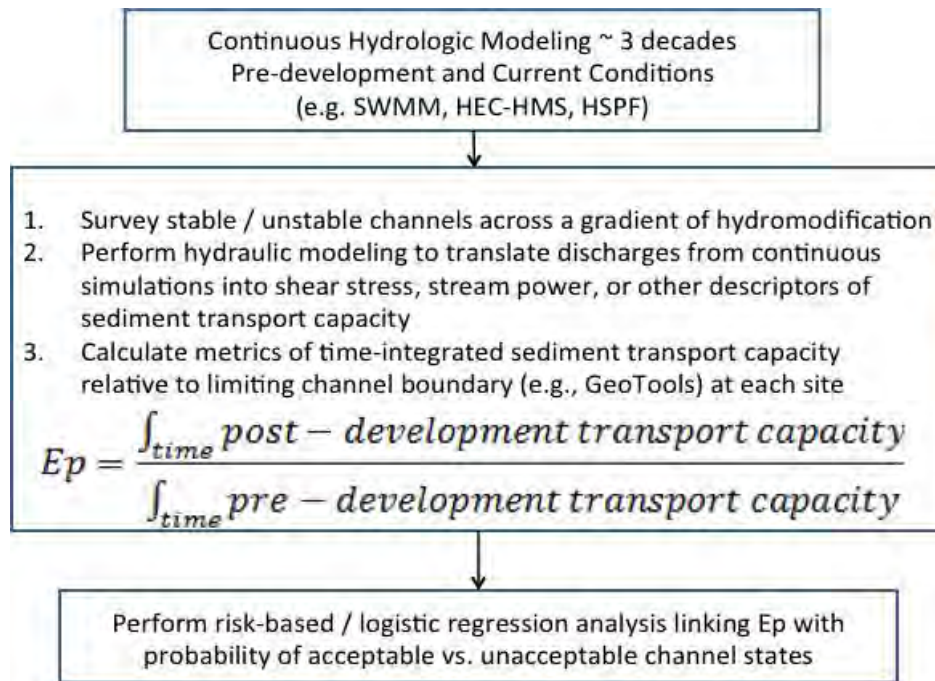 Continuous Hydrologic Modeling ~ 3 decades
Pre-development and Current Conditions
(e.g. SWMM, HEC-HMS, HSPF)
1. Survey stable / unstable channels across a gradient of hydromodification
2. Perform hydraulic modeling to translate discharges from continuous
simulations into shear stress, stream power, or other descriptors of
sediment transport capacity
3. Calculate metrics of time-integrated sediment transport capacity
relative to limiting channel boundary (e.g., GeoTools) at each site
∫time post − development transport capacity
Ep =
∫time pre − development transport capacity
Perform risk-based / logistic regression analysis linking Ep with
probability of acceptable vs. unacceptable channel states